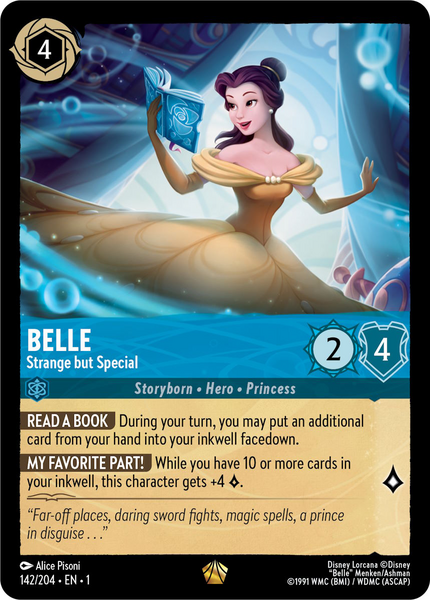 4
BELLE
Strange but Special
2
4
Storyborn • Hero • Princess
READ A BOOK During your turn, you may put an additional
card from your hand into your inkwell facedown.
MY FAVORITE PART! While you have 10 or more cards in
your inkwell, this character gets +4 .
“Far-off places, daring sword fights, magic spells, a prince
in disguise . . .”
Alice Pisoni
142/204 • EN • 1
Disney Lorcana ©Disney
“Belle” Menken/Ashman
©1991 WMC (BMI) / WDMC (ASCAP)